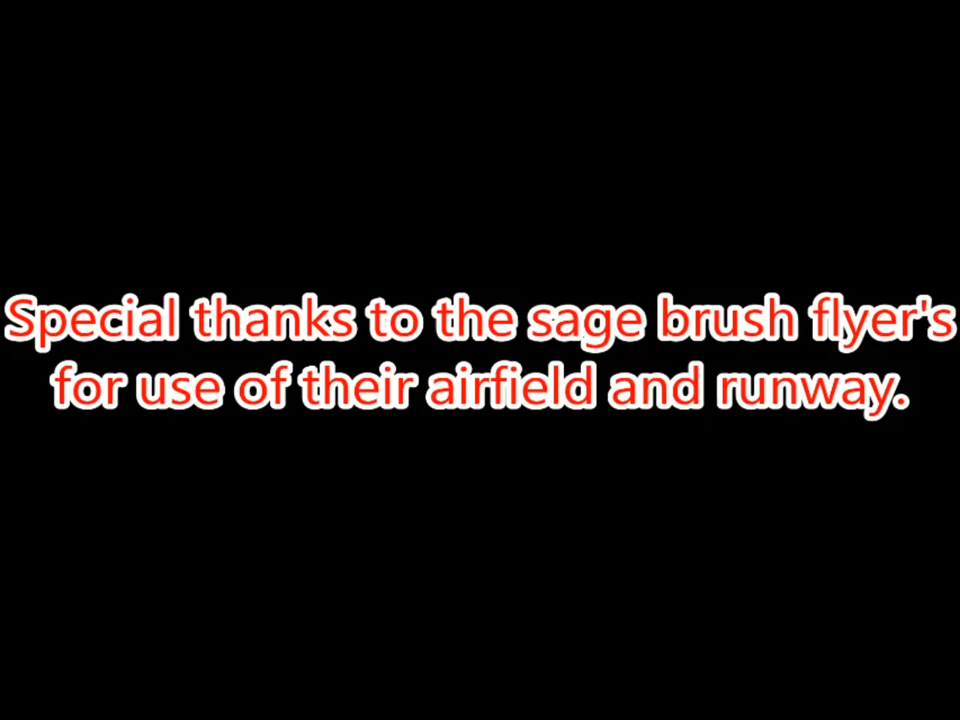 Special thanks to the sage brush flyer's
for use of their airfield and runway.